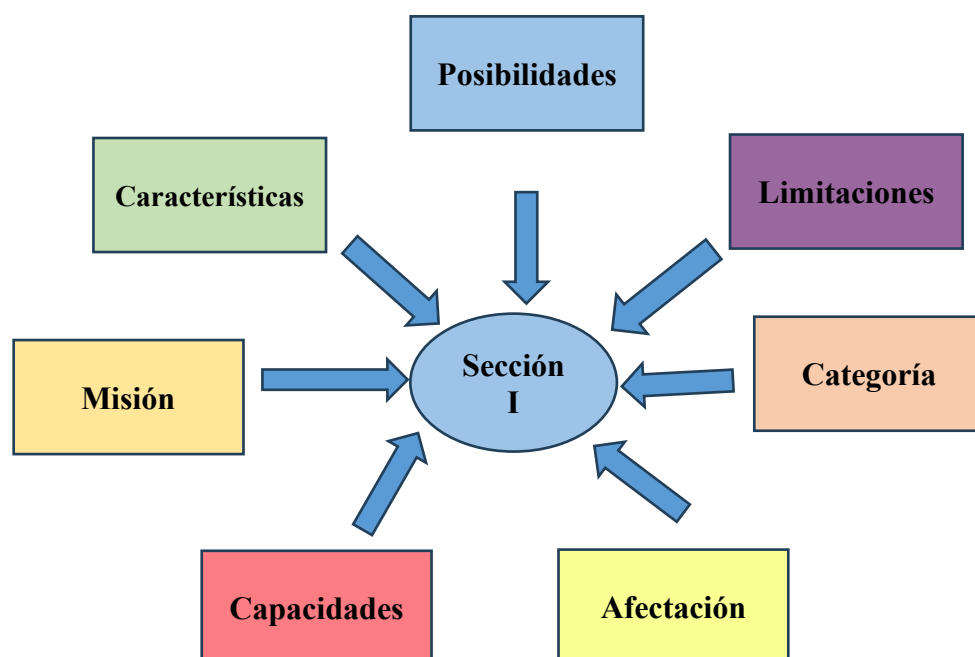 Posibilidades
Características
Limitaciones
Sección
I
Categoría
Misión
Capacidades
Afectación